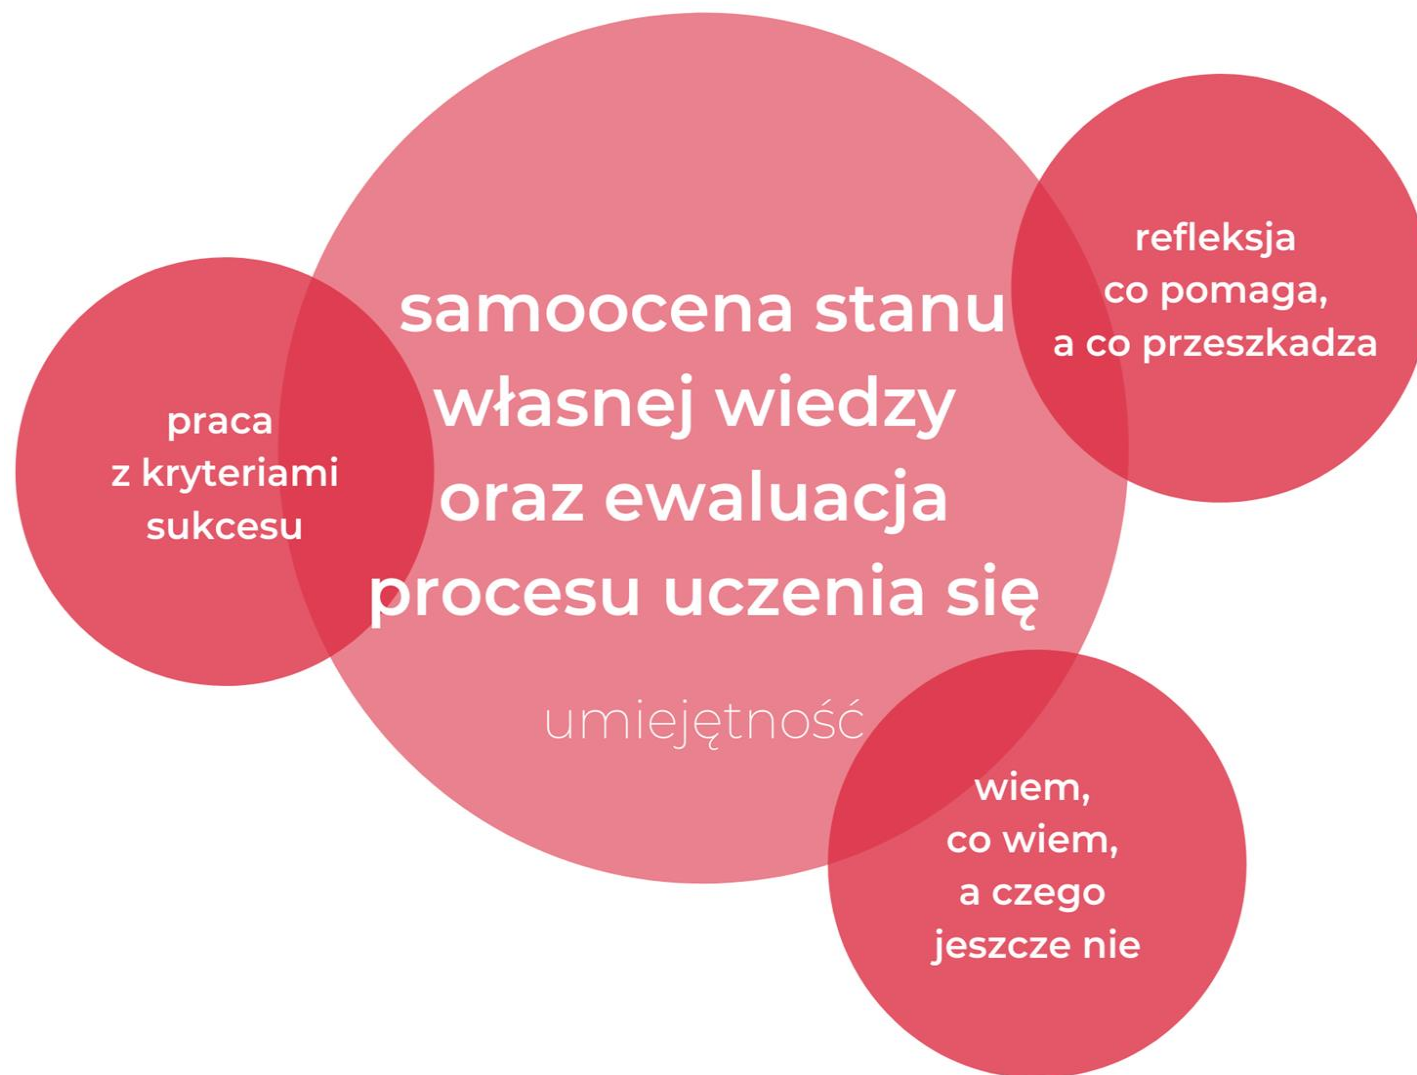 samoocena stanu
własnej wiedzy
oraz ewaluacja
procesu uczenia się
umiejętność
praca
z kryteriami
sukcesu
refleksja
co pomaga,
a co przeszkadza
wiem,
co wiem,
a czego
jeszcze nie